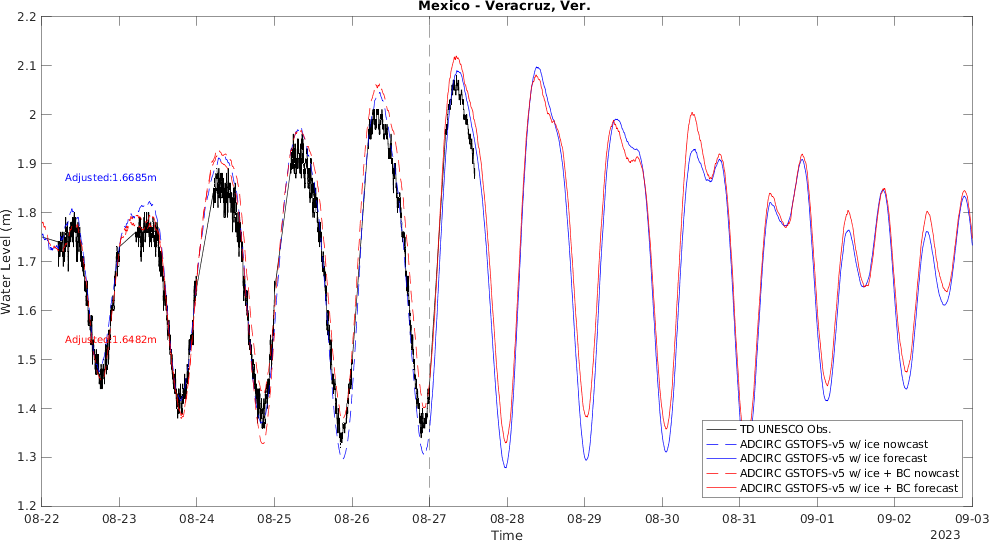 Mexico - Veracruz, Ver.
2.2
2.1
2
1.9
1.8
1.7
1.6
1.5
1.4
1.3
1.2
Water Level (m)
Adjusted:1.6685m
Adjusted:1.6482m
TD UNESCO Obs.
ADCIRC GSTOFS-v5 w/ ice nowcast
ADCIRC GSTOFS-v5 w/ ice forecast
ADCIRC GSTOFS-v5 w/ ice + BC nowcast
ADCIRC GSTOFS-v5 w/ ice + BC forecast
08-22 08-23 08-24 08-25 08-26 08-27 08-28 08-29 08-30 08-31 09-01 09-02 09-03
Time
2023